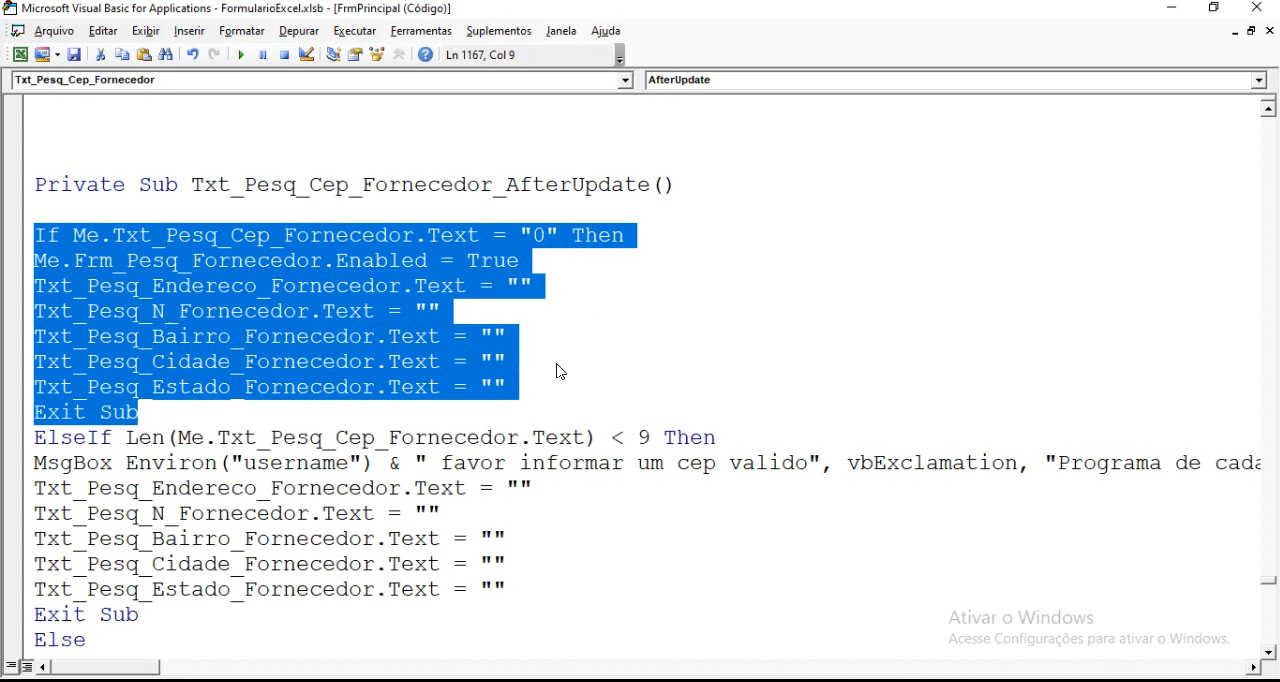 Microsoft Visual Basic for Applications - FormularioExcel.xlsb - [FrmPrincipal (Código)]
Arquivo Editar Exibir Inserir Formatar Depurar Executar Ferramentas Suplementos Janela Ajuda
Ln 1167, Col 9
Txt_Pesq_Cep_Fornecedor AfterUpdate
Private Sub Txt_Pesq_Cep_Fornecedor_AfterUpdate()
If Me.Txt_Pesq_Cep_Fornecedor.Text = "0" Then
Me.Frm_Pesq_Fornecedor.Enabled = True
Txt_Pesq_Endereco_Fornecedor.Text = ""
Txt_Pesq_N_Fornecedor.Text = ""
Txt_Pesq_Bairro_Fornecedor.Text = ""
Txt_Pesq_Cidade_Fornecedor.Text = ""
Txt_Pesq_Estado_Fornecedor.Text = ""
Exit Sub
ElseIf Len(Me.Txt_Pesq_Cep_Fornecedor.Text) < 9 Then
MsgBox Environ("username") & " favor informar um cep valido", vbExclamation, "Programa de cada
Txt_Pesq_Endereco_Fornecedor.Text = ""
Txt_Pesq_N_Fornecedor.Text = ""
Txt_Pesq_Bairro_Fornecedor.Text = ""
Txt_Pesq_Cidade_Fornecedor.Text = ""
Txt_Pesq_Estado_Fornecedor.Text = ""
Exit Sub
Else
Ativar o Windows
Acesse Configurações para ativar o Windows.